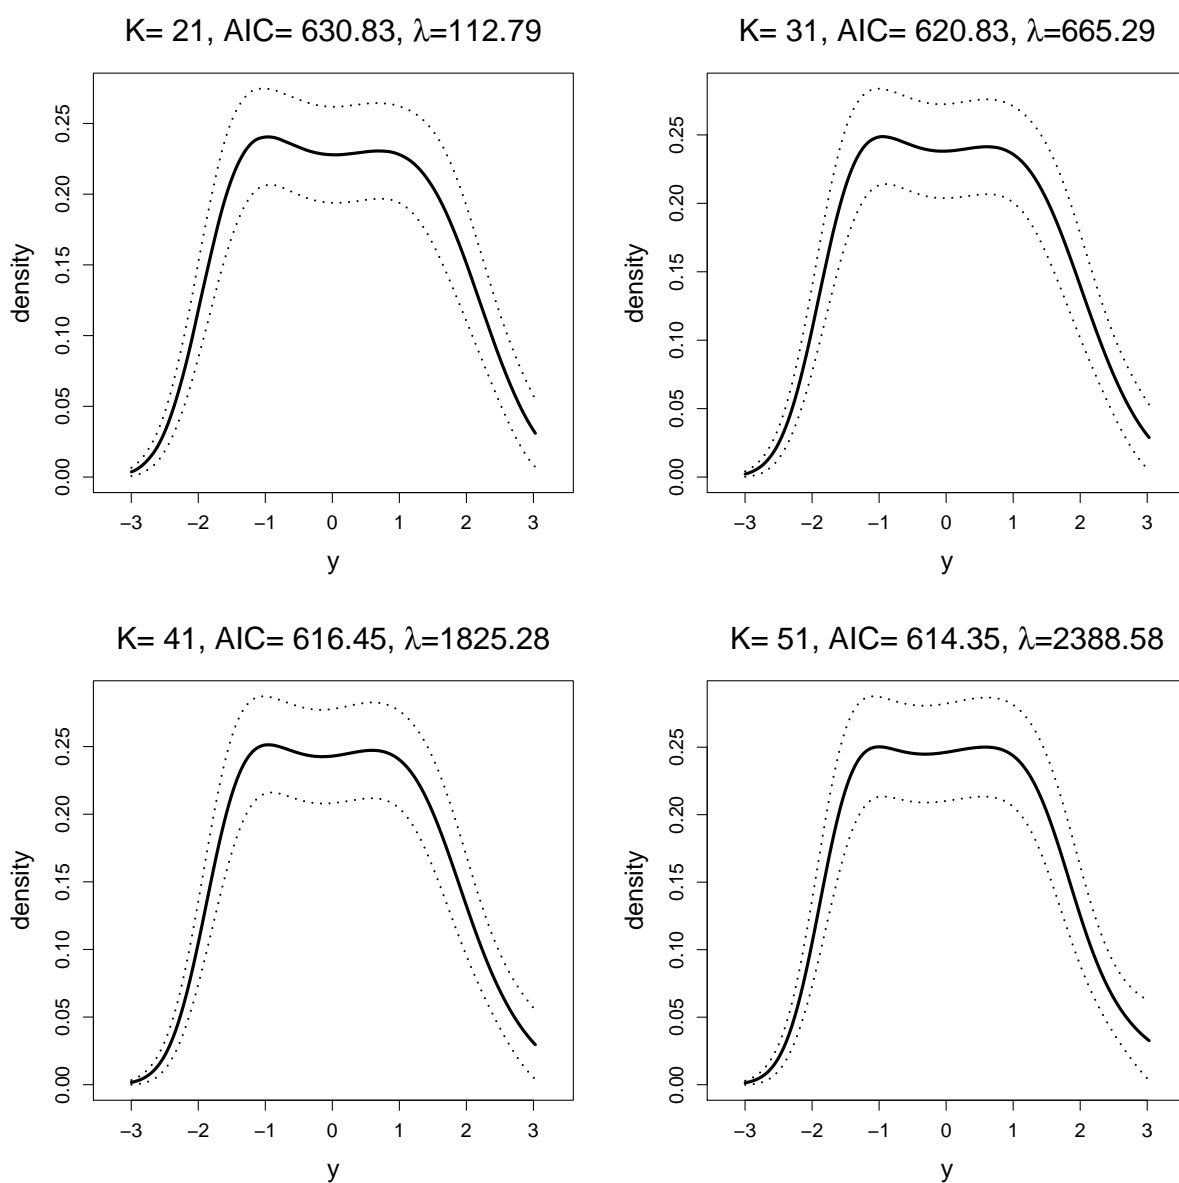 K= 21, AIC= 630.83, λ=112.79
density
0.00 0.05 0.10 0.15 0.20 0.25
−3 −2 −1 0 1 2 3
y
K= 31, AIC= 620.83, λ=665.29
density
0.00 0.05 0.10 0.15 0.20 0.25
−3 −2 −1 0 1 2 3
y
K= 41, AIC= 616.45, λ=1825.28
density
0.00 0.05 0.10 0.15 0.20 0.25
−3 −2 −1 0 1 2 3
y
K= 51, AIC= 614.35, λ=2388.58
density
0.00 0.05 0.10 0.15 0.20 0.25
−3 −2 −1 0 1 2 3
y